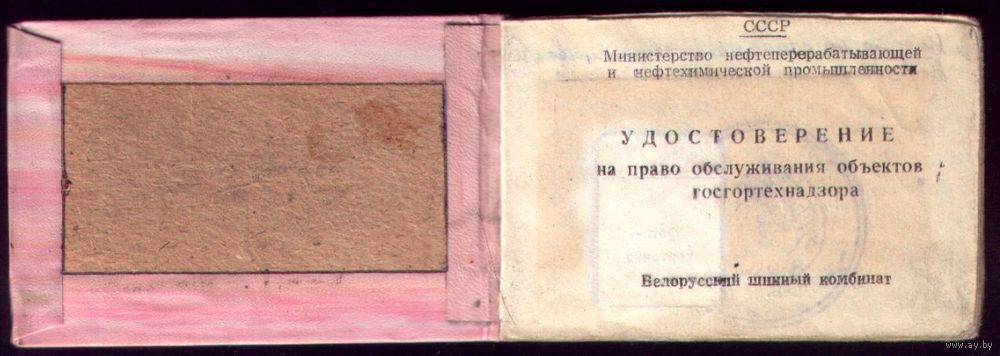 СССР
Министерство нефтеперерабатывающей
и нефтехимической промышленности
УДОСТОВЕРЕНИЕ
на право обслуживания объектов
госгортехнадзора
Белорусский шинный комбинат
www.ay.by